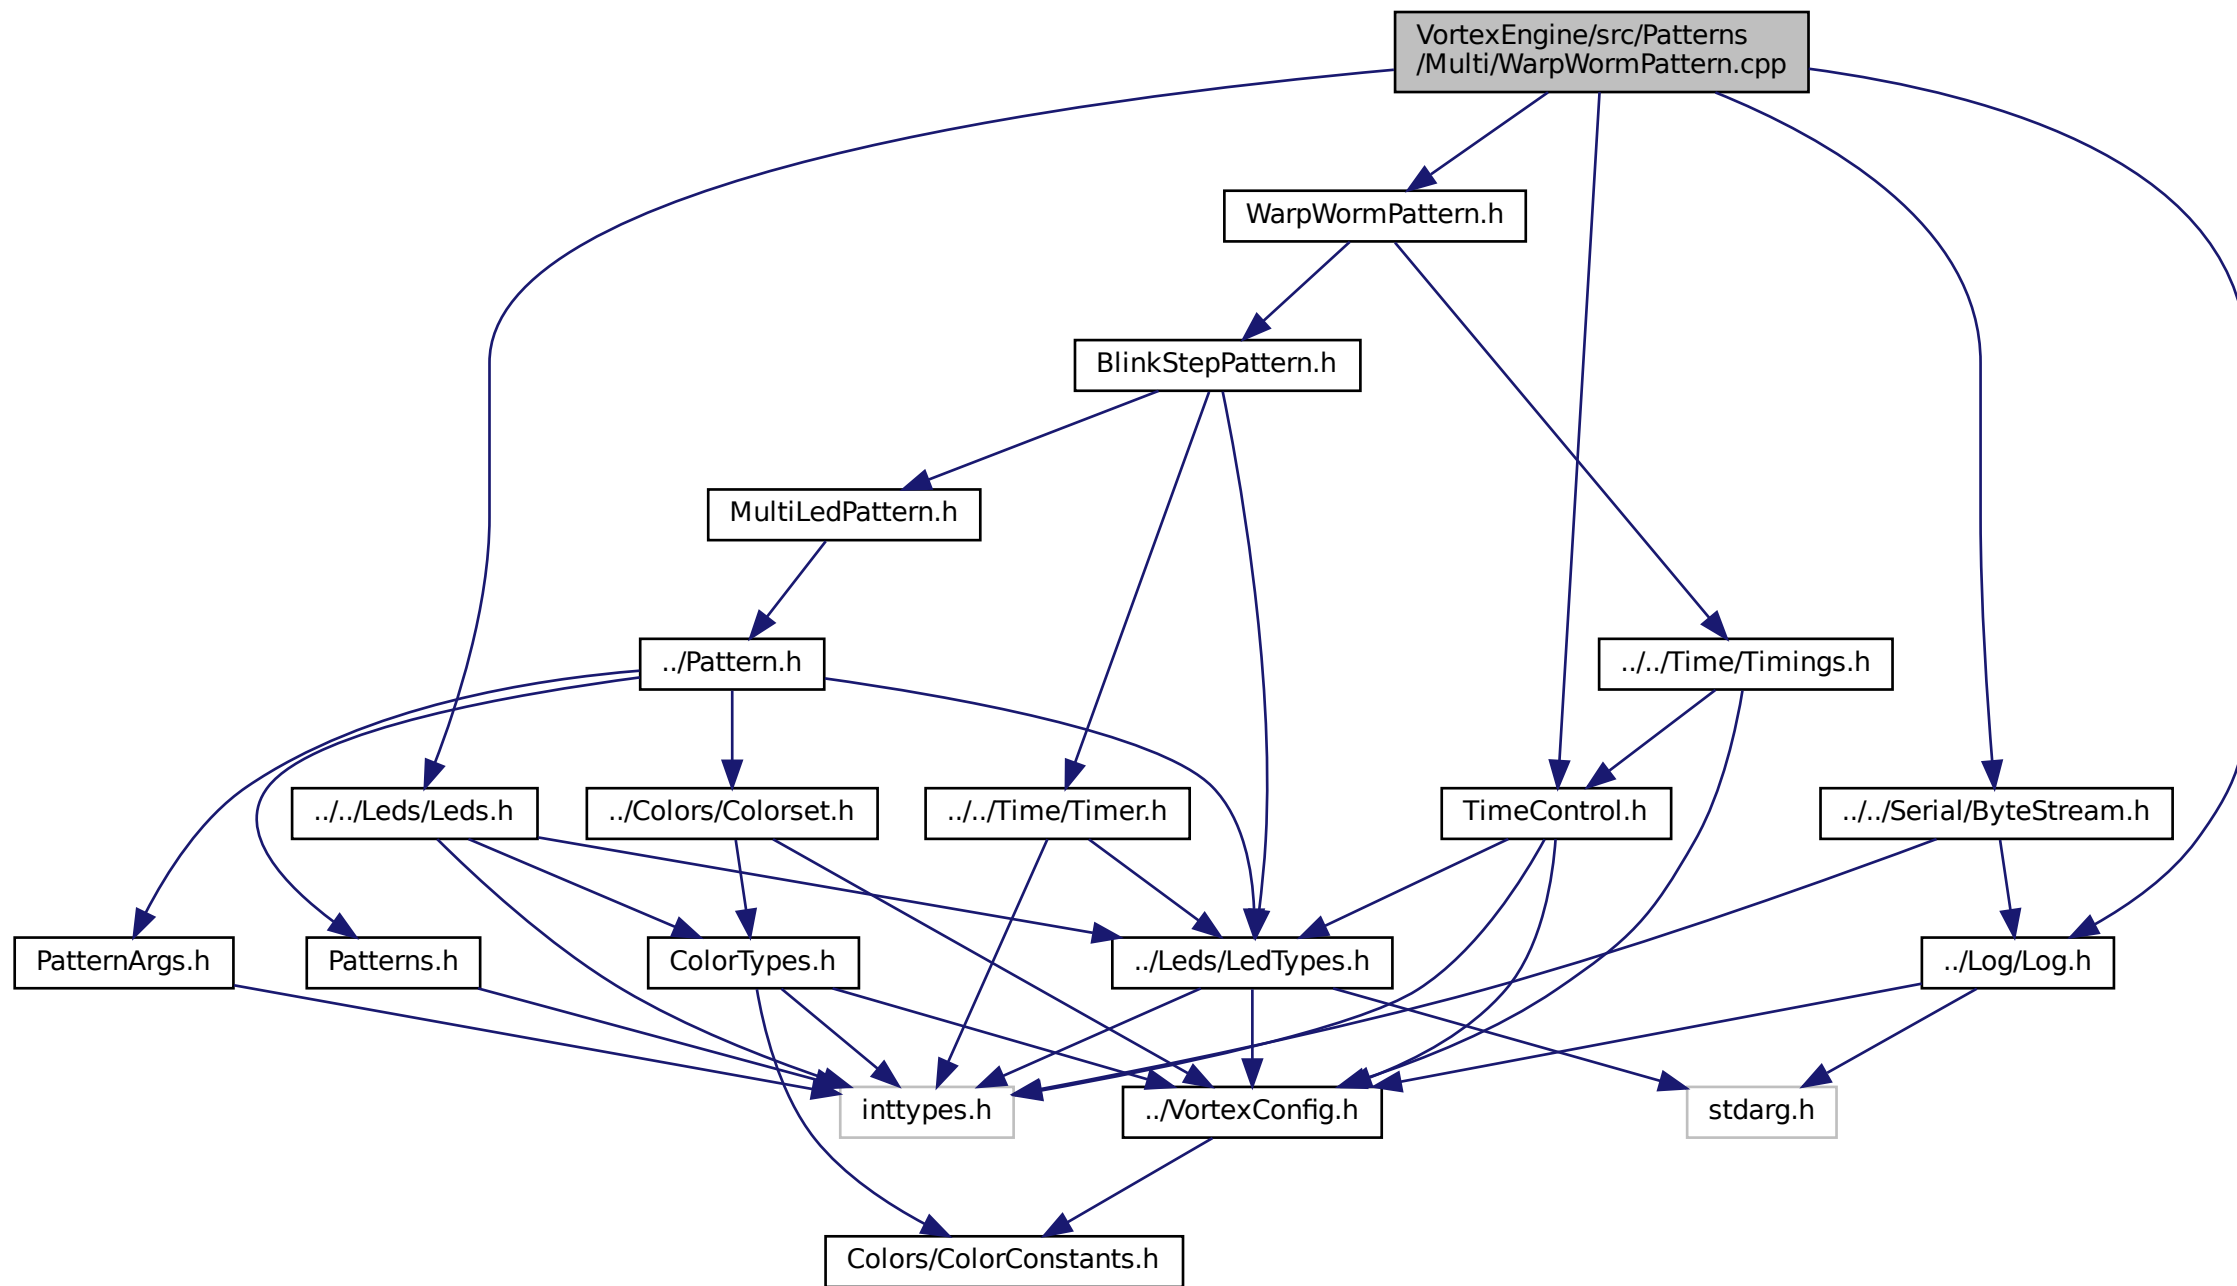 VortexEngine/src/Patterns
/Multi/WarpWormPattern.cpp
WarpWormPattern.h
BlinkStepPattern.h
MultiLedPattern.h
../Pattern.h
../../Time/Timings.h
../../Leds/Leds.h
../Colors/Colorset.h
../../Time/Timer.h
TimeControl.h
../../Serial/ByteStream.h
PatternArgs.h
Patterns.h
ColorTypes.h
../Leds/LedTypes.h
../Log/Log.h
inttypes.h
../VortexConfig.h
stdarg.h
Colors/ColorConstants.h